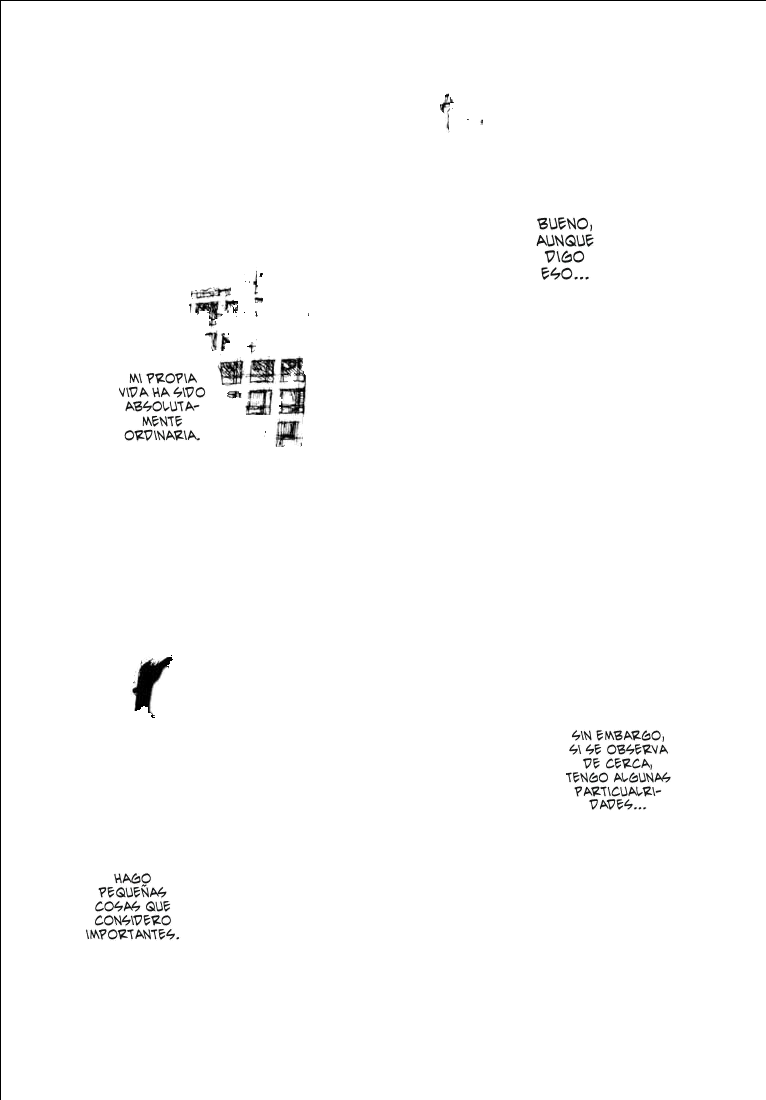 BUENO,
AUNQUE
DIGO
ESO...
MI PROPIA
VIDA HA SIDO
ABSOLUTA-
MENTE
ORDINARIA.
SIN EMBARGO,
SI SE OBSERVA
DE CERCA,
TENGO ALGUNAS
PARTICUALRI-
DADES...
HAGO
PEQUEÑAS
COSAS QUE
CONSIDERO
IMPORTANTES.